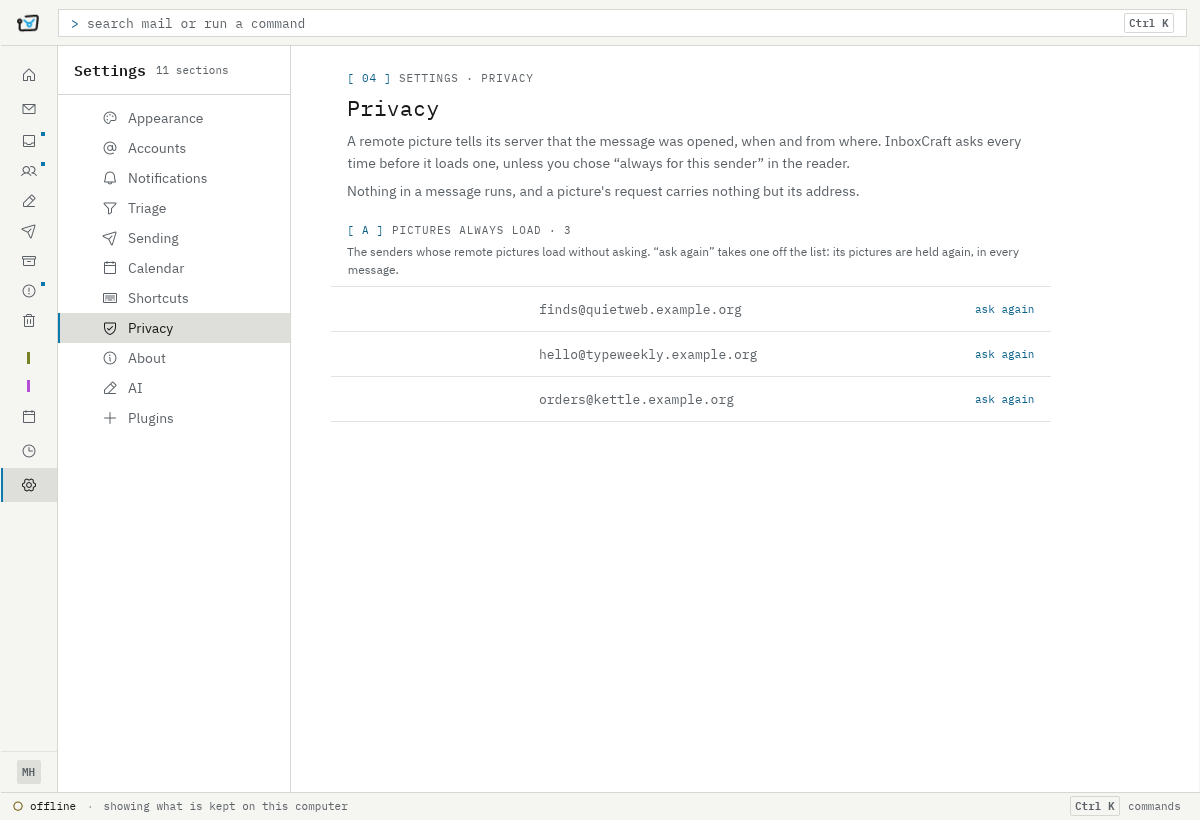 > search mail or run a command Ctrl K
Settings 11 sections
Appearance
Accounts
Notifications
Triage
Sending
Calendar
Shortcuts
Privacy
About
AI
Plugins
[ 04 ] SETTINGS · PRIVACY
Privacy
A remote picture tells its server that the message was opened, when and from where. InboxCraft asks every
time before it loads one, unless you chose “always for this sender” in the reader.
Nothing in a message runs, and a picture's request carries nothing but its address.
[ A ] PICTURES ALWAYS LOAD · 3
The senders whose remote pictures load without asking. “ask again” takes one off the list: its pictures are held again, in every
message.
finds@quietweb.example.org ask again
hello@typeweekly.example.org ask again
orders@kettle.example.org ask again
MH
offline · showing what is kept on this computer Ctrl K commands